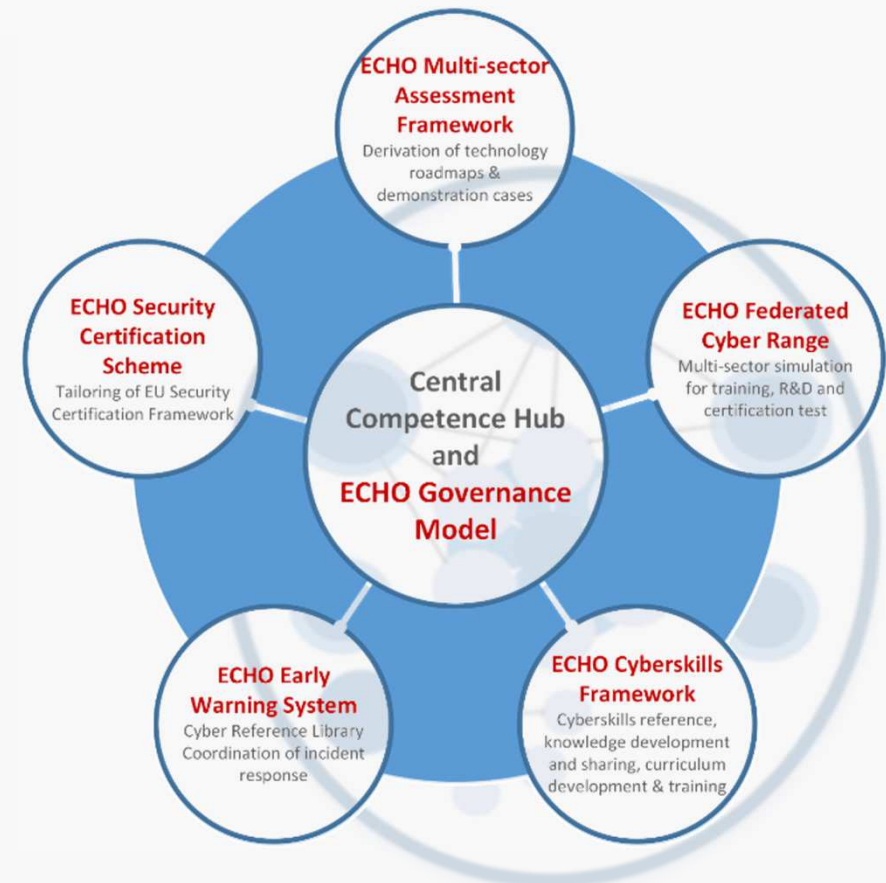 ECHO Multi-sector
Assessment
Framework
Derivation of technology
roadmaps &
demonstration cases
ECHO Security
Certification
Scheme
Tailoring of EU Security
Certification Framework
ECHO Federated
Cyber Range
Multi-sector simulation
for training, R&D and
certification test
Central
Competence Hub
and
ECHO Governance
Model
ECHO Early
Warning System
Cyber Reference Library
Coordination of incident
response
ECHO Cyberskills
Framework
Cyberskills reference,
knowledge development
and sharing, curriculum
development & training